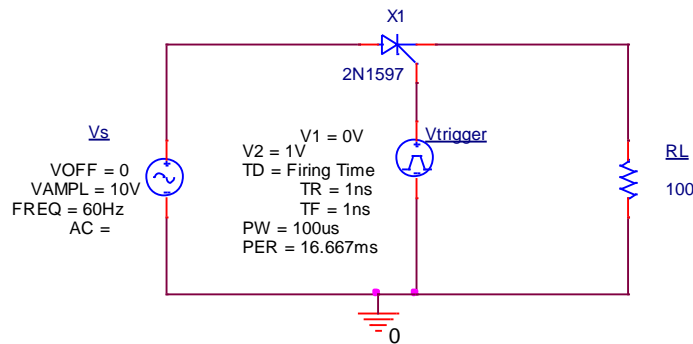 X1
2N1597
Vs
VOFF = 0
VAMPL = 10V
FREQ = 60Hz
AC =
V1 = 0V
V2 = 1V
TD = Firing Time
TR = 1ns
TF = 1ns
PW = 100us
PER = 16.667ms
Vtrigger
RL
100
0